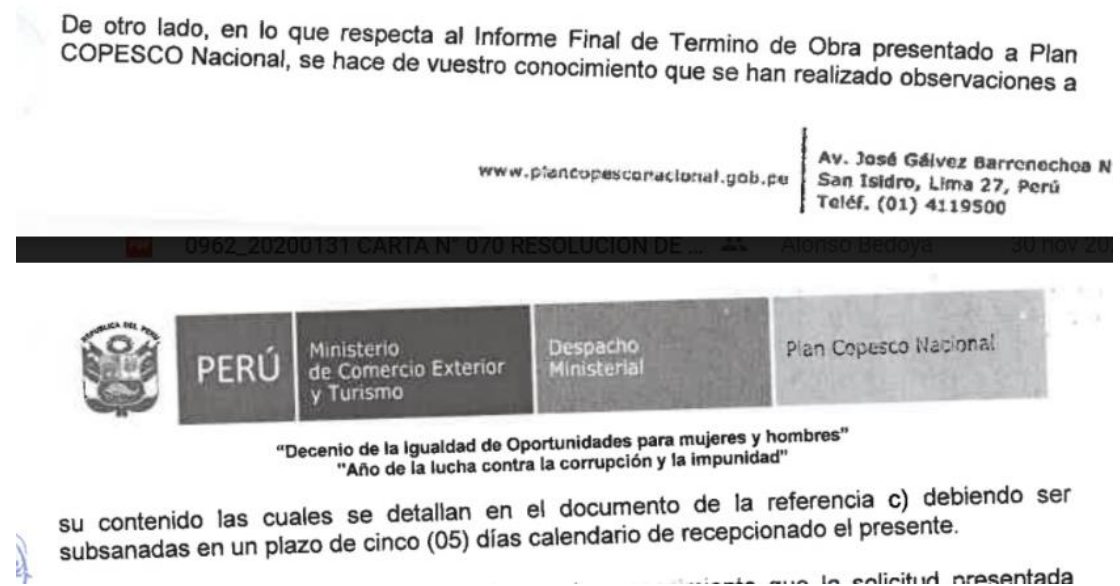 De otro lado, en lo que respecta al Informe Final de Termino de Obra presentado a Plan
COPESCO Nacional, se hace de vuestro conocimiento que se han realizado observaciones a
www.plancopesconacional.gob.pe
Av. José Gálvez Barrenechea N
San Isidro, Lima 27, Perú
Teléf. (01) 4119500
PDF 0962_20200131 CARTA N° 070 RESOLUCION DE ... Alonso Bedoya 30 nov 20
REPUBLICA DEL PERU
PERÚ
Ministerio
de Comercio Exterior
y Turismo
Despacho
Ministerial
Plan Copesco Nacional
"Decenio de la Igualdad de Oportunidades para mujeres y hombres"
"Año de la lucha contra la corrupción y la impunidad"
su contenido las cuales se detallan en el documento de la referencia c) debiendo ser
subsanadas en un plazo de cinco (05) días calendario de recepcionado el presente.
que la solicitud presentada